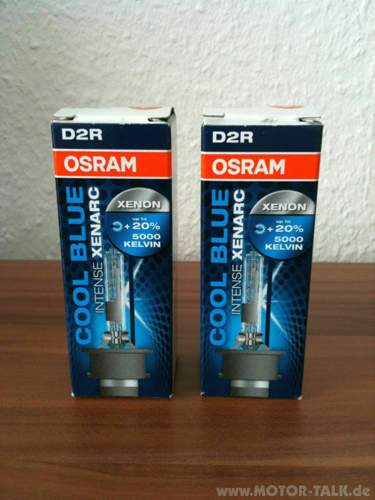 D2R
OSRAM
COOL BLUE
INTENSE XENARC
XENON
up to
+20%
5000
KELVIN
D2R
OSRAM
COOL BLUE
INTENSE XENARC
XENON
up to
+20%
5000
KELVIN
www.MOTOR-TALK.de